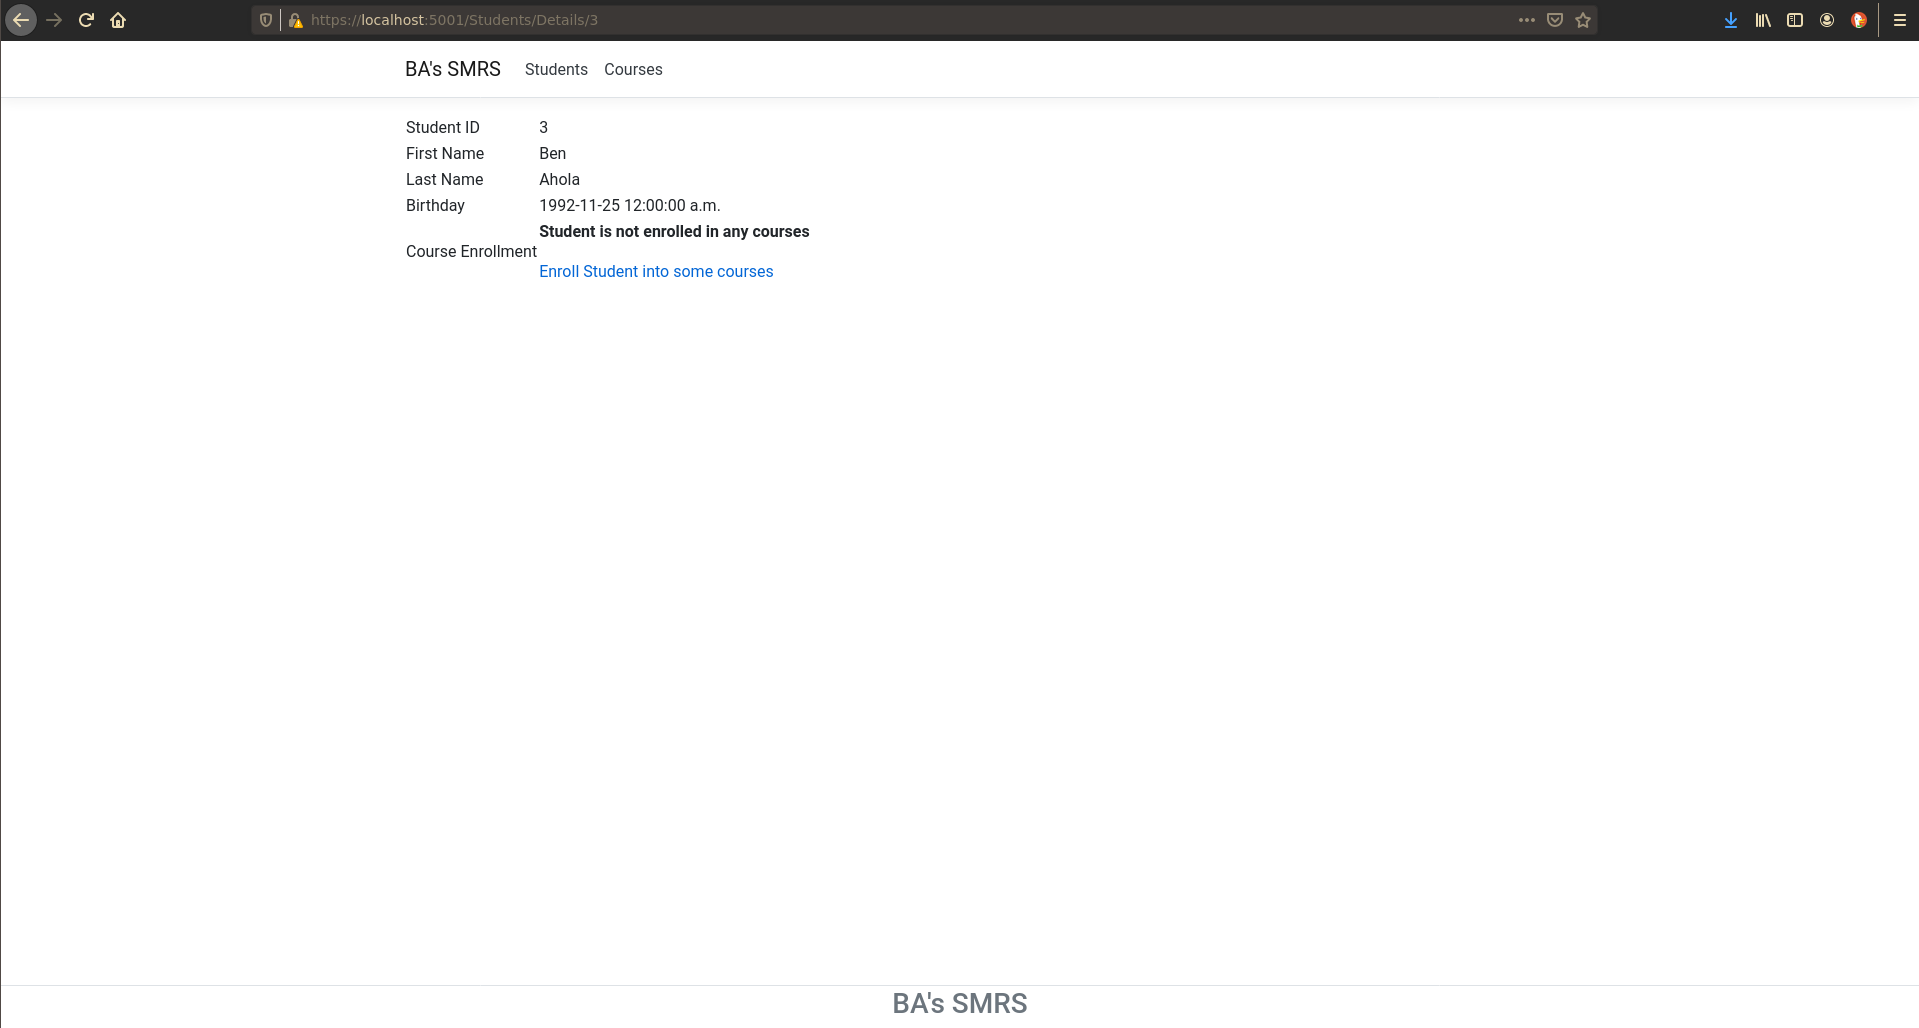 https://localhost:5001/Students/Details/3
BA's SMRS Students Courses
Student ID 3
First Name Ben
Last Name Ahola
Birthday 1992-11-25 12:00:00 a.m.
Student is not enrolled in any courses
Course Enrollment
Enroll Student into some courses
BA's SMRS